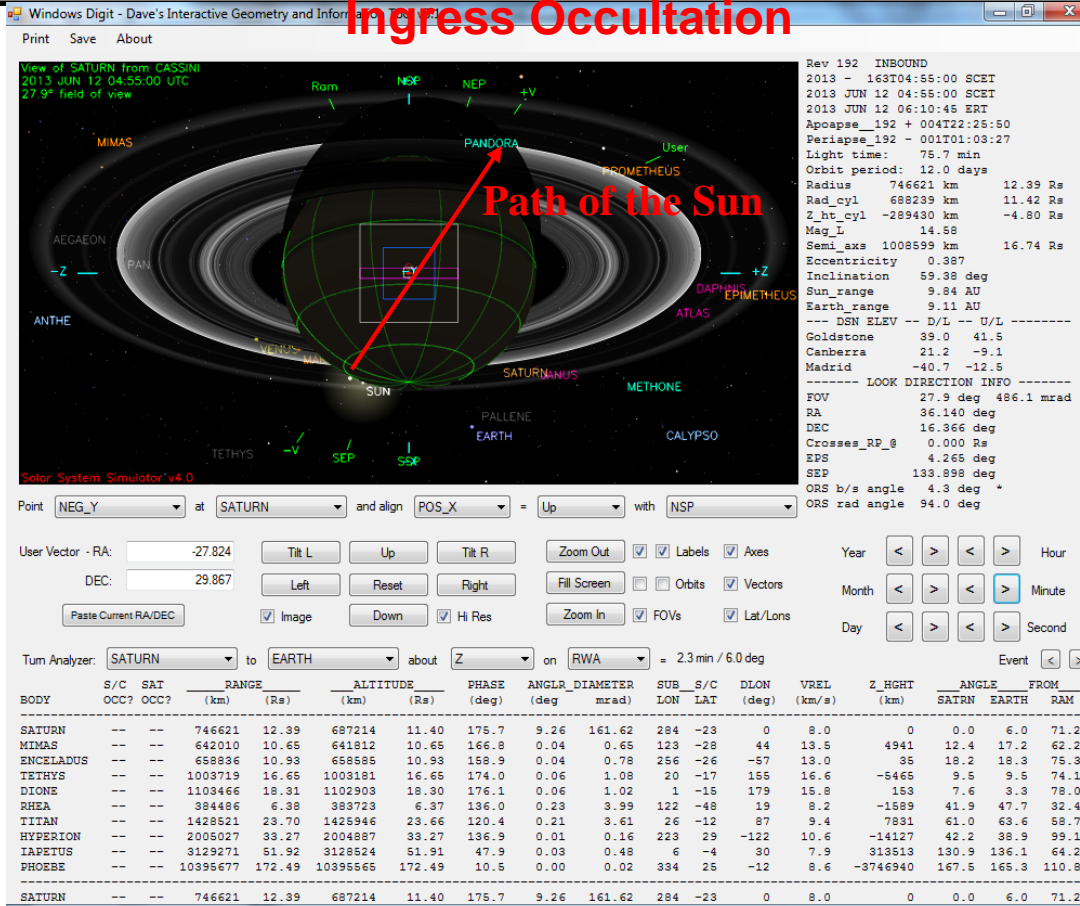 Windows Digit - Dave's Interactive Geometry and Information
Ingress Occultation
Print Save About
View of SATURN from CASSINI
2013 JUN 12 04:55:00 UTC
27.9° field of view
Ram
NEP
+V
MIMAS
PANDORA
User
PROMETHEUS
Path of the Sun
AEGAEON
PAN
-Z
+Z
DAPHNIS
EPIMETHEUS
ATLAS
ANTHE
VENUS
SATURN
JANUS
SUN
METHONE
PALLENE
EARTH
CALYPSO
TETHYS
-V
SEP
Solar System Simulator v4.0
Rev 192 INBOUND
2013 - 163T04:55:00 SCET
2013 JUN 12 04:55:00 SCET
2013 JUN 12 06:10:45 ERT
Apoapse__192 + 004T22:25:50
Periapse_192 - 001T01:03:27
Light time: 75.7 min
Orbit period: 12.0 days
Radius 746621 km 12.39 Rs
Rad_cyl 688239 km 11.42 Rs
Z_ht_cyl -289430 km -4.80 Rs
Mag_L 14.58
Semi_axs 1008599 km 16.74 Rs
Eccentricity 0.387
Inclination 59.38 deg
Sun_range 9.84 AU
Earth_range 9.11 AU
--- DSN ELEV -- D/L -- U/L --------
Goldstone 39.0 41.5
Canberra 21.2 -9.1
Madrid -40.7 -12.5
------- LOOK DIRECTION INFO -------
FOV 27.9 deg 486.1 mrad
RA 36.140 deg
DEC 16.366 deg
Crosses_RP_@ 0.000 Rs
EPS 4.265 deg
SEP 133.898 deg
ORS b/s angle 4.3 deg *
ORS rad angle 94.0 deg
Point NEG_Y at SATURN and align POS_X = Up with NSP
User Vector - RA: -27.824 Tilt L Up Tilt R Zoom Out Labels Axes Year < > < > Hour
DEC: 29.867 Left Reset Right Fill Screen Orbits Vectors Month < > < > Minute
Paste Current RA/DEC Image Down Hi Res Zoom In FOVs Lat/Lons Day < > < > Second
Turn Analyzer: SATURN to EARTH about Z on RWA = 2.3 min / 6.0 deg Event < >
S/C SAT ____RANGE____ ___ALTITUDE____ PHASE ANGLR_DIAMETER SUB__S/C DLON VREL Z_HGHT ____ANGLE__FROM____
BODY OCC? OCC? (km) (Rs) (km) (Rs) (deg) (deg mrad) LON LAT (deg) (km/s) (km) SATRN EARTH RAM
SATURN -- -- 746621 12.39 687214 11.40 175.7 9.26 161.62 284 -23 0 8.0 0 0.0 6.0 71.2
MIMAS -- -- 642010 10.65 641812 10.65 166.8 0.04 0.65 123 -28 44 13.5 4941 12.4 17.2 62.2
ENCELADUS -- -- 658836 10.93 658585 10.93 158.9 0.04 0.78 256 -26 -57 13.0 35 18.2 18.3 75.3
TETHYS -- -- 1003719 16.65 1003181 16.65 174.0 0.06 1.08 20 -17 155 16.6 -5465 9.5 9.5 74.1
DIONE -- -- 1103466 18.31 1102903 18.30 176.1 0.06 1.02 1 -15 179 15.8 153 7.6 3.3 78.0
RHEA -- -- 384486 6.38 383723 6.37 136.0 0.23 3.99 122 -48 19 8.2 -1589 41.9 47.7 32.4
TITAN -- -- 1428521 23.70 1425946 23.66 120.4 0.21 3.61 26 -12 87 9.4 7831 61.0 63.6 58.7
HYPERION -- -- 2005027 33.27 2004887 33.27 136.9 0.01 0.16 223 29 -122 10.6 -14127 42.2 38.9 99.1
IAPETUS -- -- 3129271 51.92 3128524 51.91 47.9 0.03 0.48 6 -4 30 7.9 313513 130.9 136.1 64.2
PHOEBE -- -- 10395677 172.49 10395565 172.49 10.5 0.00 0.02 334 25 -12 8.6 -3746940 167.5 165.3 110.8
SATURN -- -- 746621 12.39 687214 11.40 175.7 9.26 161.62 284 -23 0 8.0 0 0.0 6.0 71.2